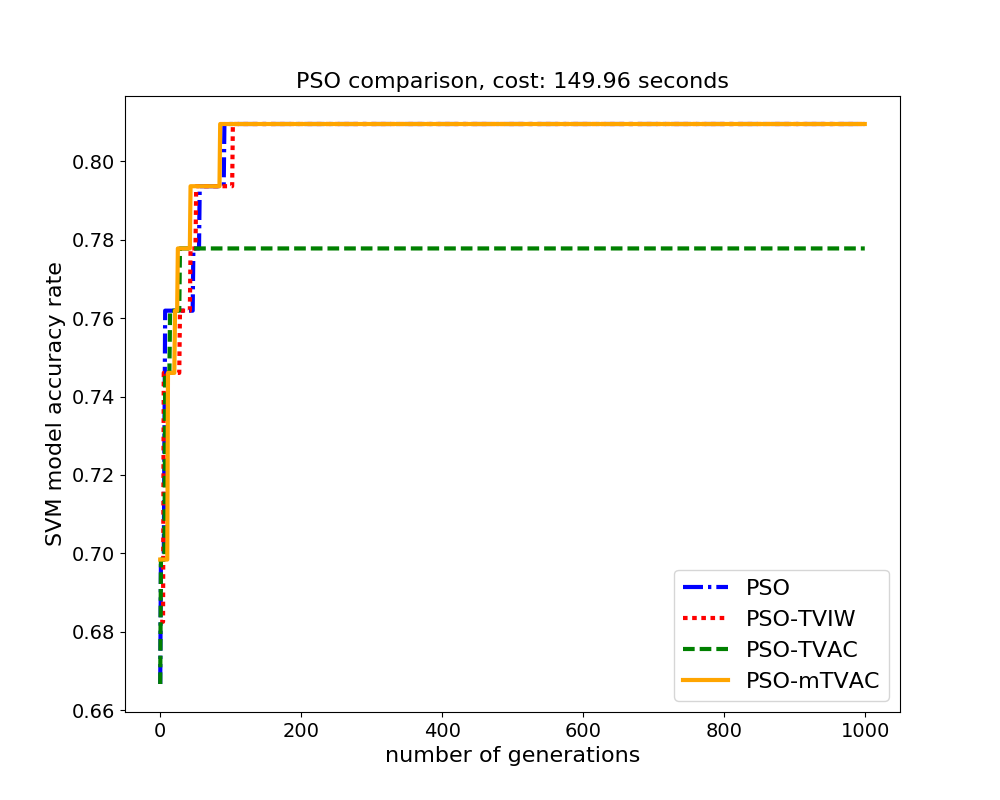 PSO comparison, cost: 149.96 seconds
SVM model accuracy rate
0.80
0.78
0.76
0.74
0.72
0.70
0.68
0.66
PSO
PSO-TVIW
PSO-TVAC
PSO-mTVAC
0 200 400 600 800 1000
number of generations